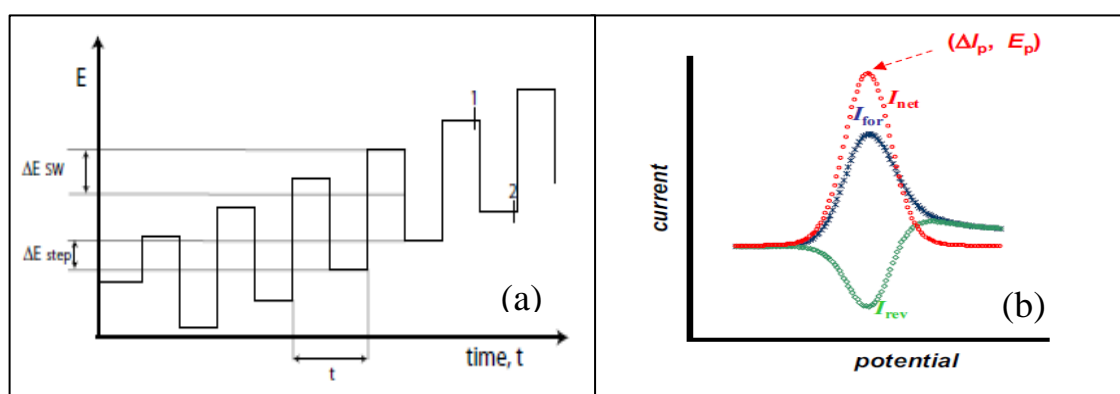 E
ΔE SW
ΔE step
1
2
t
time, t
(a)
(ΔIp, Ep)
Inet
Ifor
Irev
current
potential
(b)